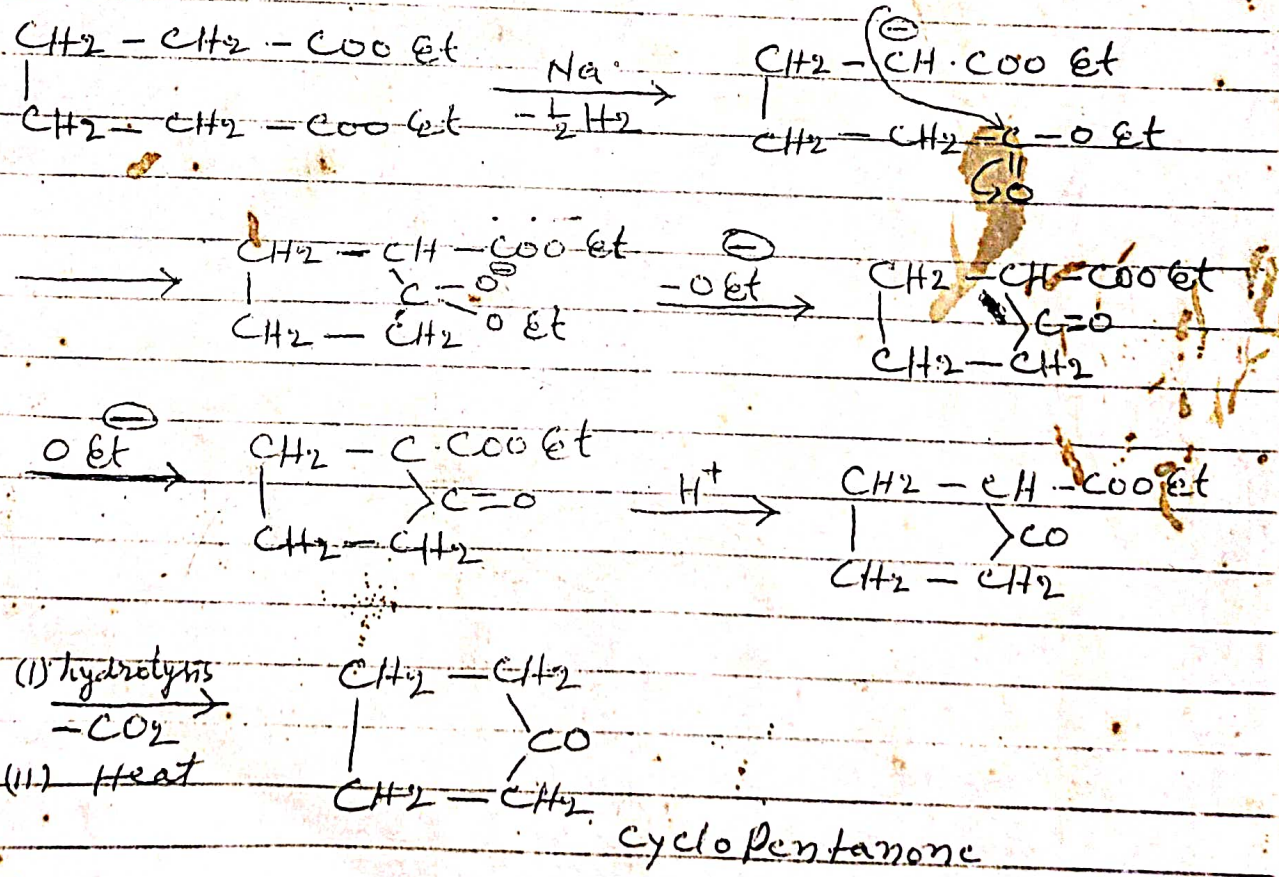 CH2 - CH2 - COO Et
|
CH2 - CH2 - COO Et
Na
- 1/2 H2
⊖
CH2 - CH . COO Et
|
CH2 - CH2 - C - O Et
||
O
CH2 - CH - COO Et
| C - O⊖
CH2 - CH2 O Et
⊖
- O Et
CH2 - CH - COO Et
| C=O
CH2 - CH2
⊖
O Et
CH2 - C . COO Et
| C=O
CH2 - CH2
H+
CH2 - CH - COO Et
| CO
CH2 - CH2
(I) hydrolysis
- CO2
(II) Heat
CH2 - CH2
| CO
CH2 - CH2
cyclo Pentanone